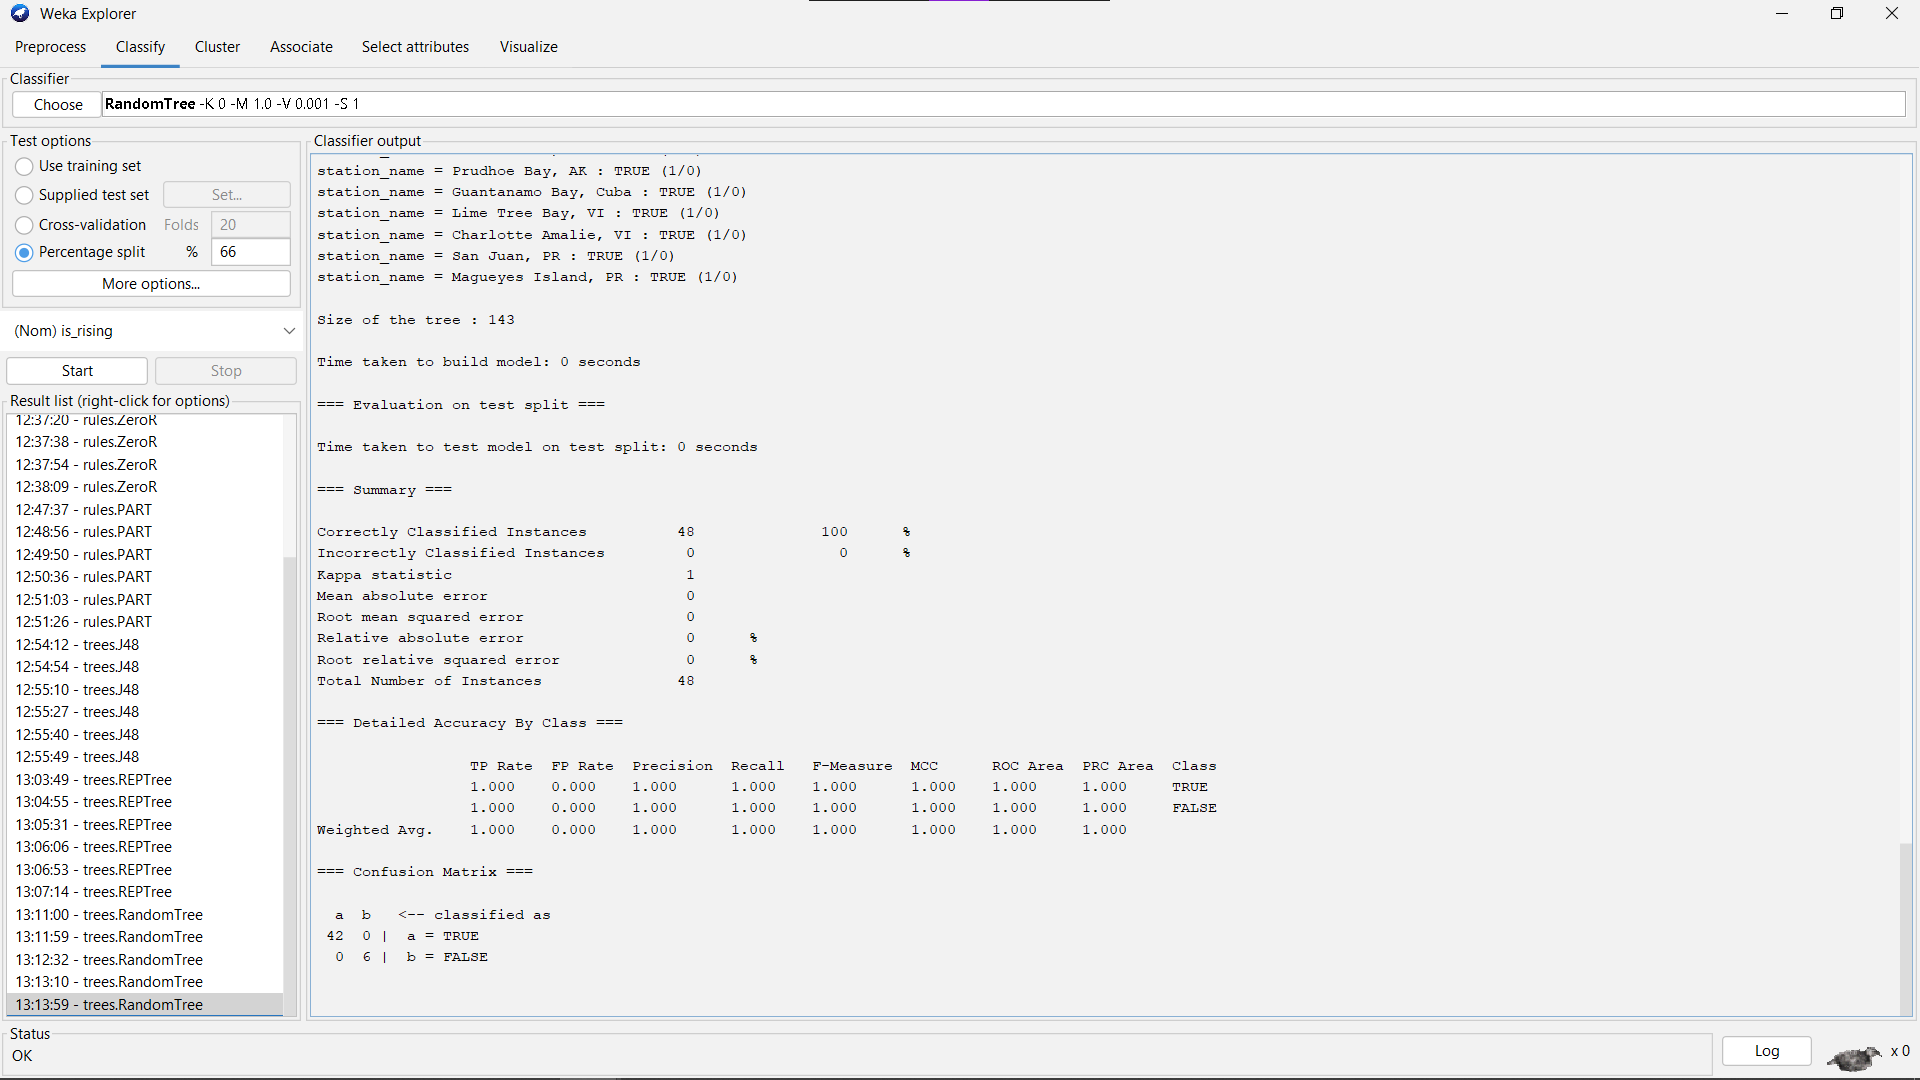 Weka Explorer
Preprocess Classify Cluster Associate Select attributes Visualize
Classifier
Choose RandomTree -K 0 -M 1.0 -V 0.001 -S 1
Test options
Use training set
Supplied test set Set...
Cross-validation Folds 20
Percentage split % 66
More options...
(Nom) is_rising
Start Stop
Result list (right-click for options)
12:37:20 - rules.ZeroR
12:37:38 - rules.ZeroR
12:37:54 - rules.ZeroR
12:38:09 - rules.ZeroR
12:47:37 - rules.PART
12:48:56 - rules.PART
12:49:50 - rules.PART
12:50:36 - rules.PART
12:51:03 - rules.PART
12:51:26 - rules.PART
12:54:12 - trees.J48
12:54:54 - trees.J48
12:55:10 - trees.J48
12:55:27 - trees.J48
12:55:40 - trees.J48
12:55:49 - trees.J48
13:03:49 - trees.REPTree
13:04:55 - trees.REPTree
13:05:31 - trees.REPTree
13:06:06 - trees.REPTree
13:06:53 - trees.REPTree
13:07:14 - trees.REPTree
13:11:00 - trees.RandomTree
13:11:59 - trees.RandomTree
13:12:32 - trees.RandomTree
13:13:10 - trees.RandomTree
13:13:59 - trees.RandomTree
Classifier output
station_name = Prudhoe Bay, AK : TRUE (1/0)
station_name = Guantanamo Bay, Cuba : TRUE (1/0)
station_name = Lime Tree Bay, VI : TRUE (1/0)
station_name = Charlotte Amalie, VI : TRUE (1/0)
station_name = San Juan, PR : TRUE (1/0)
station_name = Magueyes Island, PR : TRUE (1/0)
Size of the tree : 143
Time taken to build model: 0 seconds
=== Evaluation on test split ===
Time taken to test model on test split: 0 seconds
=== Summary ===
Correctly Classified Instances 48 100 %
Incorrectly Classified Instances 0 0 %
Kappa statistic 1
Mean absolute error 0
Root mean squared error 0
Relative absolute error 0 %
Root relative squared error 0 %
Total Number of Instances 48
=== Detailed Accuracy By Class ===
TP Rate FP Rate Precision Recall F-Measure MCC ROC Area PRC Area Class
1.000 0.000 1.000 1.000 1.000 1.000 1.000 1.000 TRUE
1.000 0.000 1.000 1.000 1.000 1.000 1.000 1.000 FALSE
Weighted Avg. 1.000 0.000 1.000 1.000 1.000 1.000 1.000 1.000
=== Confusion Matrix ===
a b <-- classified as
42 0 | a = TRUE
0 6 | b = FALSE
Status
OK
Log x 0